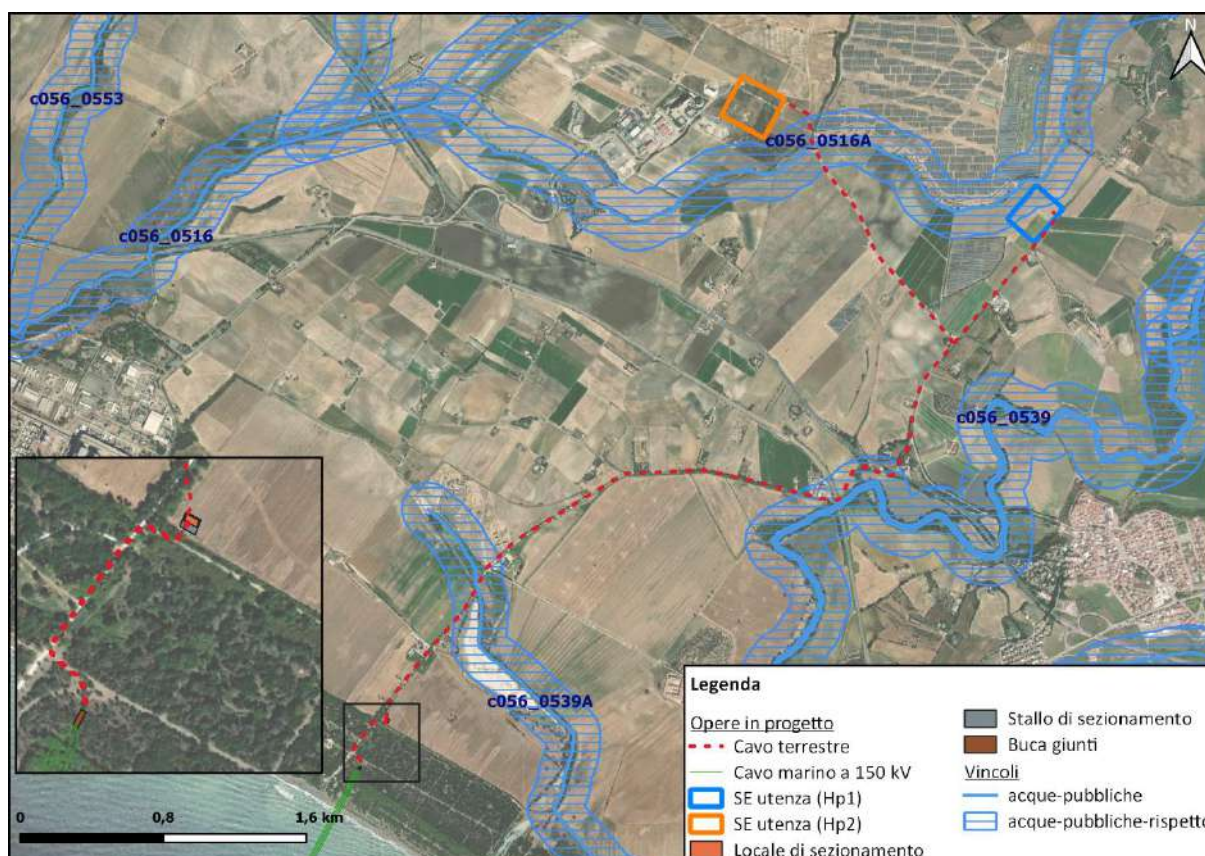 N
c056_0553
c056_0516A
c056_0516
c056_0539
c056_0539A
0
0,8
1,6 km
Legenda
Opere in progetto
Cavo terrestre
Cavo marino a 150 kV
SE utenza (Hp1)
SE utenza (Hp2)
Locale di sezionamento
Stallo di sezionamento
Buca giunti
Vincoli
acque-pubbliche
acque-pubbliche-rispetto